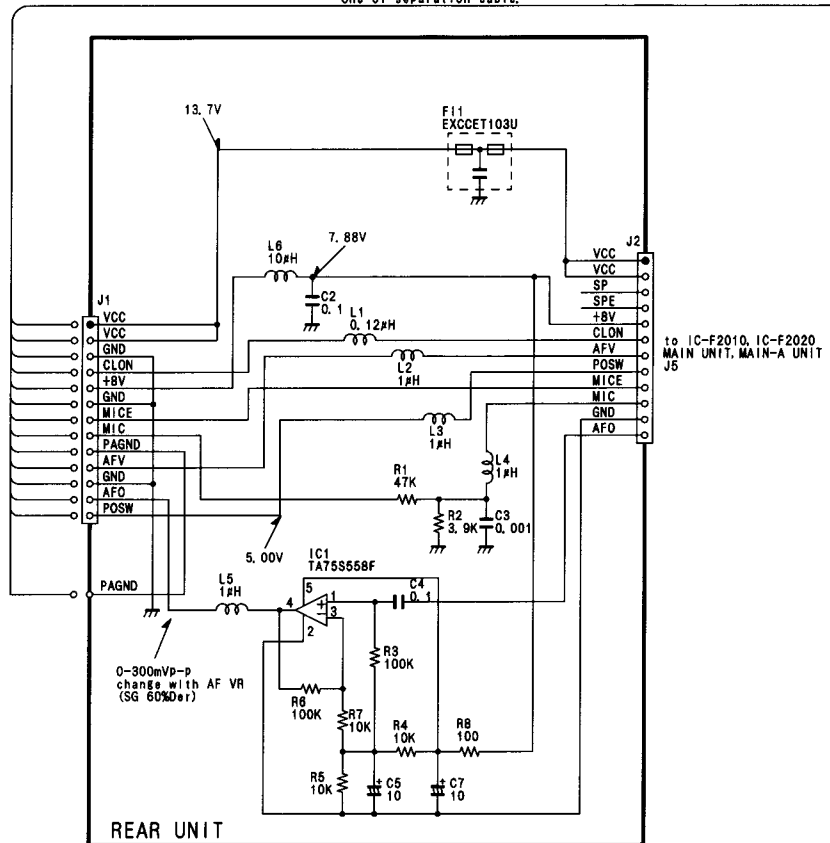 13.7V
FI1
EXCCET103U
7.88V
L6
10µH
J2
VCC
VCC
SP
SPE
+8V
CLON
AFV
POSW
MICE
MIC
GND
AFO
to IC-F2010, IC-F2020
MAIN UNIT, MAIN-A UNIT
J5
C2
0.1
L1
0.12µH
J1
VCC
VCC
GND
CLON
+8V
GND
MICE
MIC
PAGND
AFV
GND
AFO
POSW
PAGND
L2
1µH
L3
1µH
L4
1µH
R1
47K
R2
3.9K
C3
0.001
5.00V
IC1
TA75S558F
L5
1µH
5
4
1
3
2
+
−
C4
0.1
R3
100K
0-300mVp-p
change with AF VR
(SG 60%Der)
R6
100K
R7
10K
R4
10K
R8
100
R5
10K
+
C5
10
+
C7
10
REAR UNIT